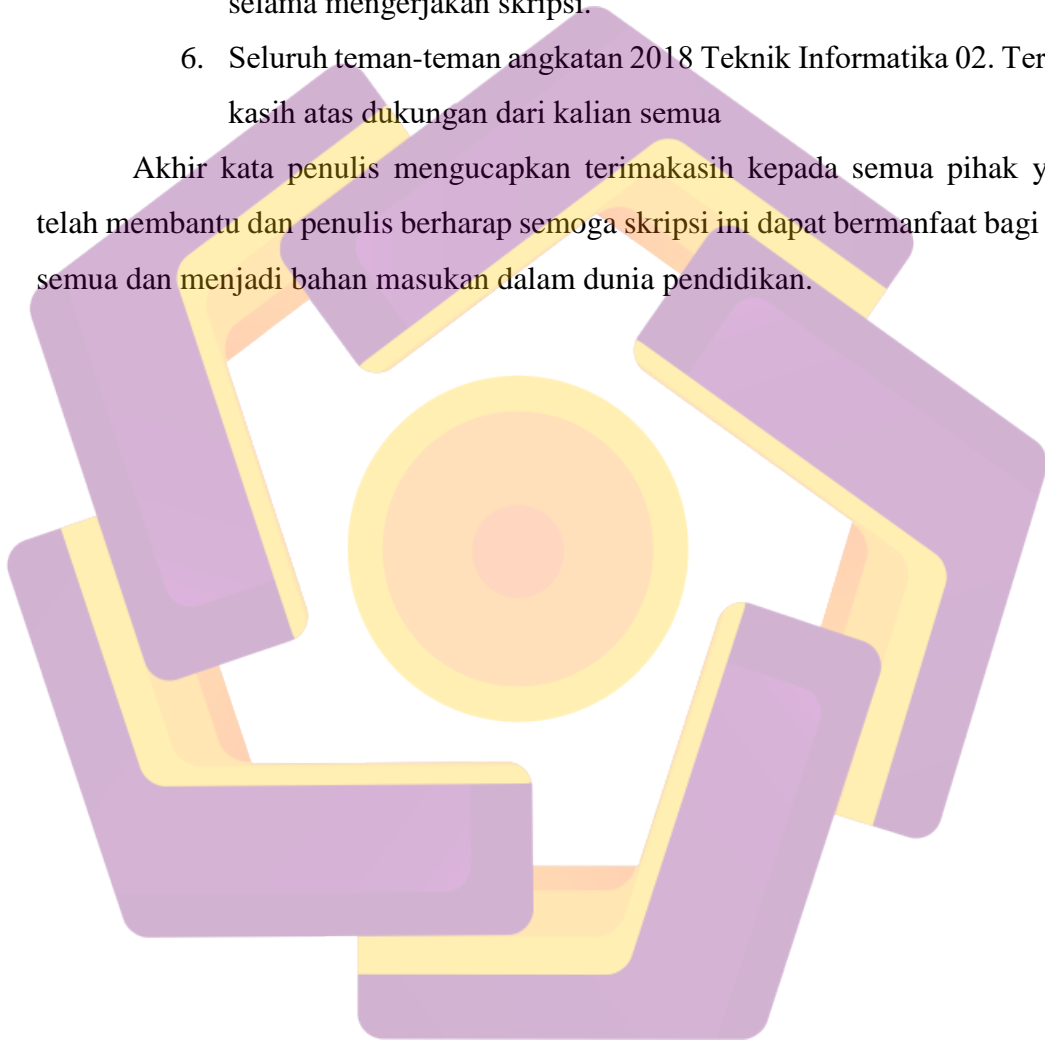 selama mengerjakan skripsi.
6. Seluruh teman-teman angkatan 2018 Teknik Informatika 02. Ter
kasih atas dukungan dari kalian semua
Akhir kata penulis mengucapkan terimakasih kepada semua pihak y
telah membantu dan penulis berharap semoga skripsi ini dapat bermanfaat bagi
semua dan menjadi bahan masukan dalam dunia pendidikan.